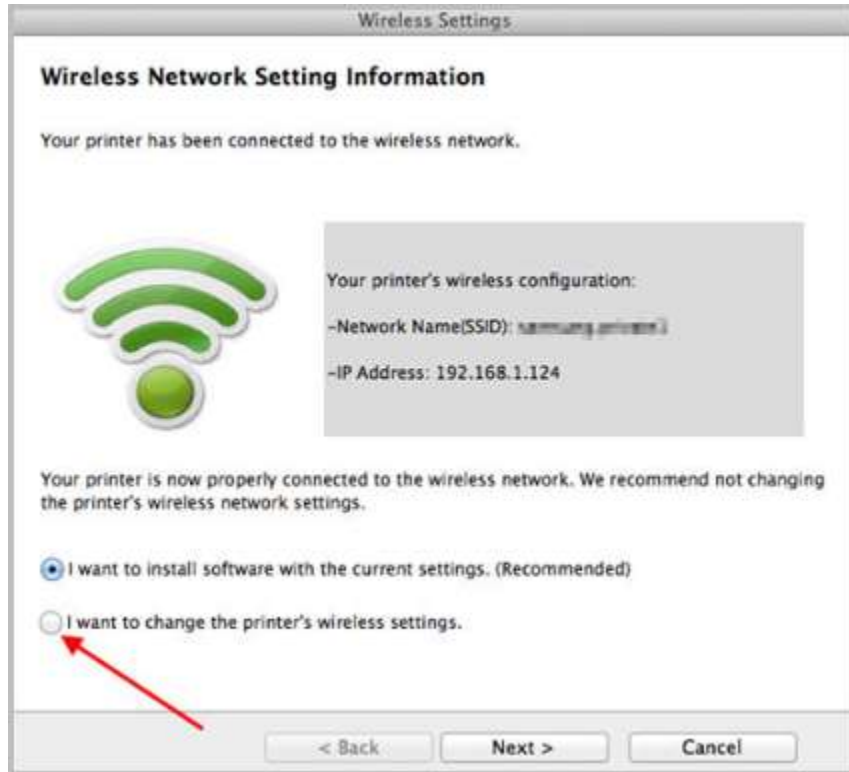 Wireless Settings
Wireless Network Setting Information
Your printer has been connected to the wireless network.
Your printer's wireless configuration:
-Network Name(SSID):
-IP Address: 192.168.1.124
Your printer is now properly connected to the wireless network. We recommend not changing
the printer's wireless network settings.
I want to install software with the current settings. (Recommended)
I want to change the printer's wireless settings.
< Back Next > Cancel